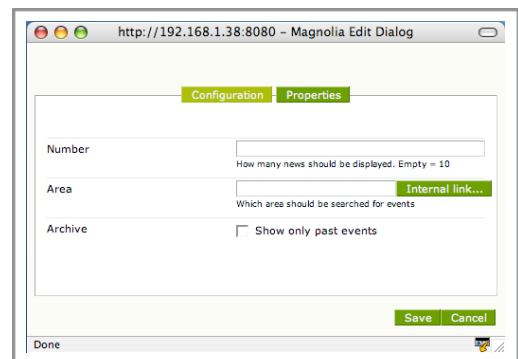 http://192.168.1.38:8080 – Magnolia Edit Dialog
Configuration Properties
Number
How many news should be displayed. Empty = 10
Area Internal link...
Which area should be searched for events
Archive Show only past events
Save Cancel
Done